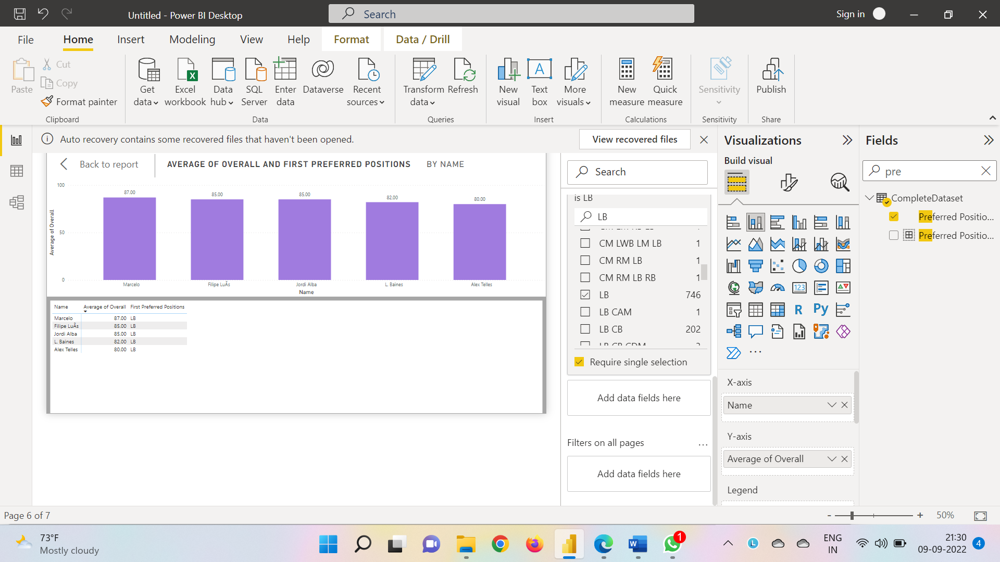 Untitled - Power BI Desktop
Search
Sign in
File
Home
Insert
Modeling
View
Help
Format
Data / Drill
Paste
Cut
Copy
Format painter
Clipboard
Get data
Excel workbook
Data hub
SQL Server
Enter data
Dataverse
Recent sources
Data
Transform data
Refresh
Queries
New visual
Text box
More visuals
Insert
New measure
Quick measure
Calculations
Sensitivity
Sensitivity
Publish
Share
Auto recovery contains some recovered files that haven't been opened.
View recovered files
Back to report
AVERAGE OF OVERALL AND FIRST PREFERRED POSITIONS
BY NAME
Average of Overall
100
50
0
87.00
85.00
85.00
82.00
80.00
Marcelo
Filipe LuÃs
Jordi Alba
L. Baines
Alex Telles
Name
Name Average of Overall First Preferred Positions
Marcelo 87.00 LB
Filipe LuÃs 85.00 LB
Jordi Alba 85.00 LB
L. Baines 82.00 LB
Alex Telles 80.00 LB
Search
is LB
LB
CM LWB LM LB 1
CM RM LB 1
CM RM LB RB 1
LB 746
LB CAM 1
LB CB 202
Require single selection
Add data fields here
Filters on all pages
...
Add data fields here
Visualizations
Build visual
123
R
Py
...
X-axis
Name
Y-axis
Average of Overall
Legend
Fields
pre
CompleteDataset
Preferred Positio...
Preferred Positio...
Page 6 of 7
- + 50%
73°F
Mostly cloudy
W
1
L
ENG
IN
21:30
09-09-2022
4